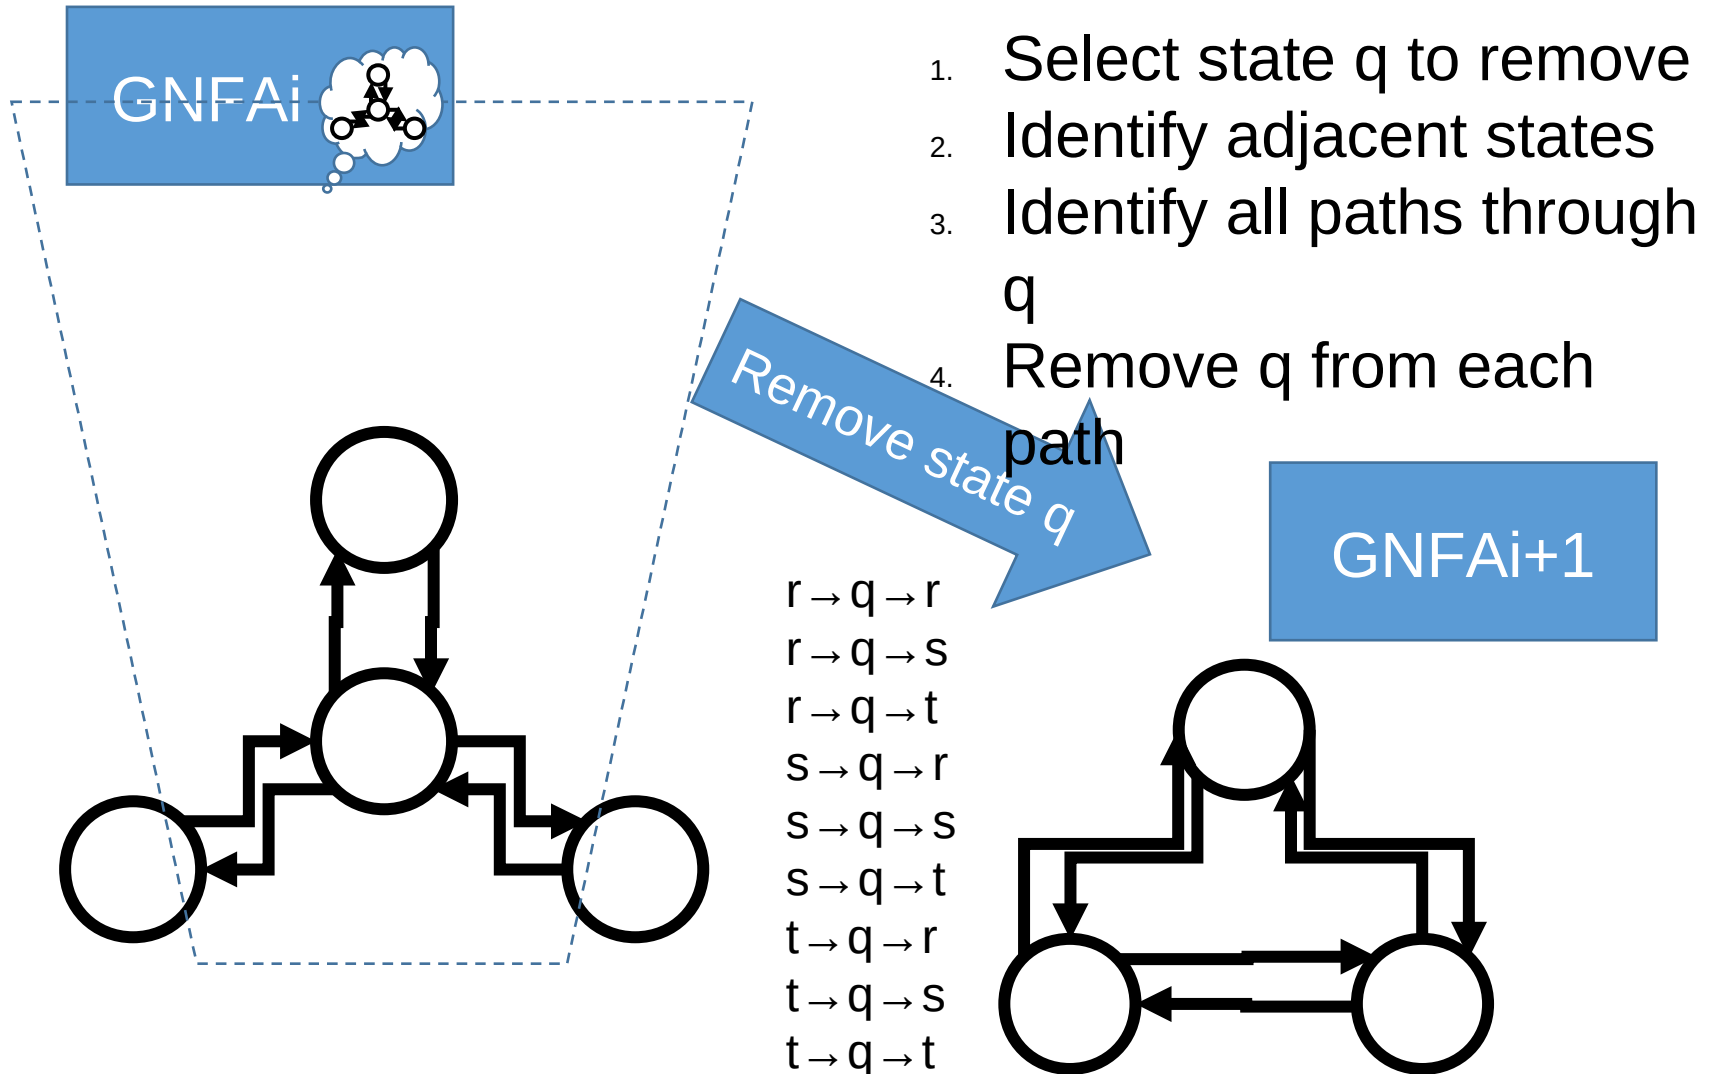 GNFAi
1. Select state q to remove
2. Identify adjacent states
3. Identify all paths through
q
4. Remove q from each
path
Remove state q
GNFAi+1
r→q→r
r→q→s
r→q→t
s→q→r
s→q→s
s→q→t
t→q→r
t→q→s
t→q→t